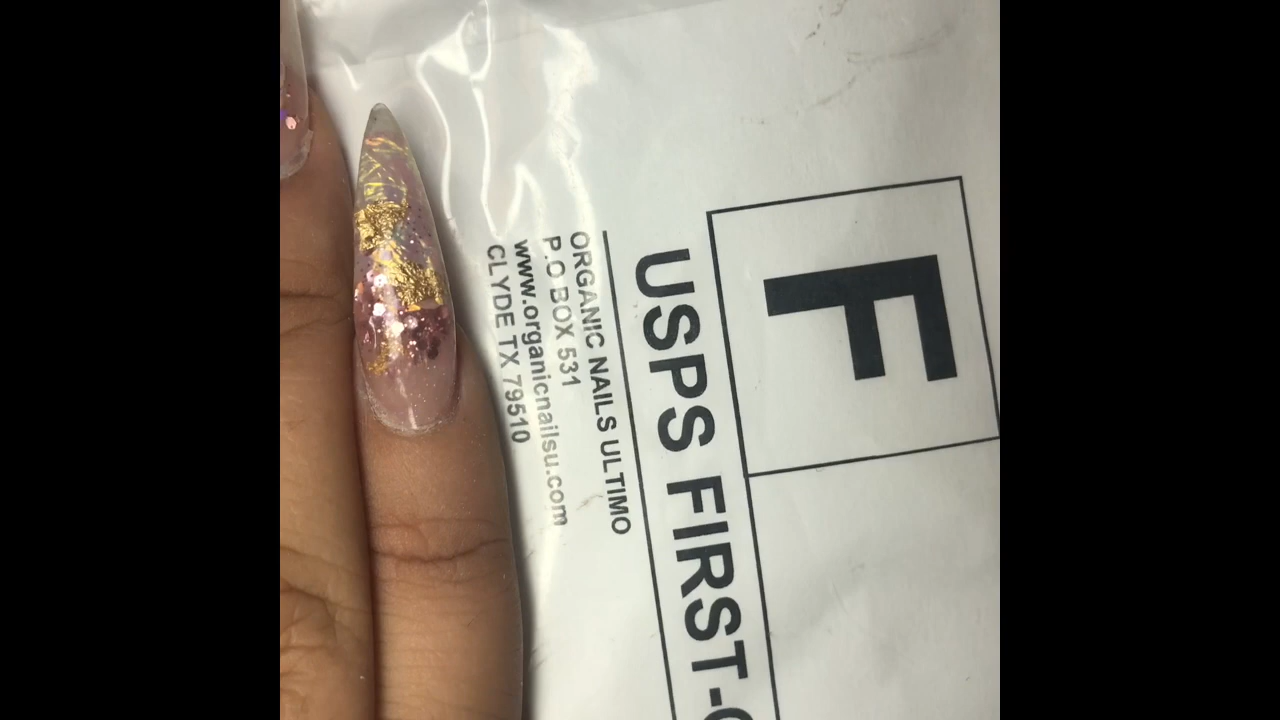 F
USPS FIRST-C
ORGANIC NAILS ULTIMO
P.O BOX 531
www.organicnailsu.com
CLYDE TX 79510